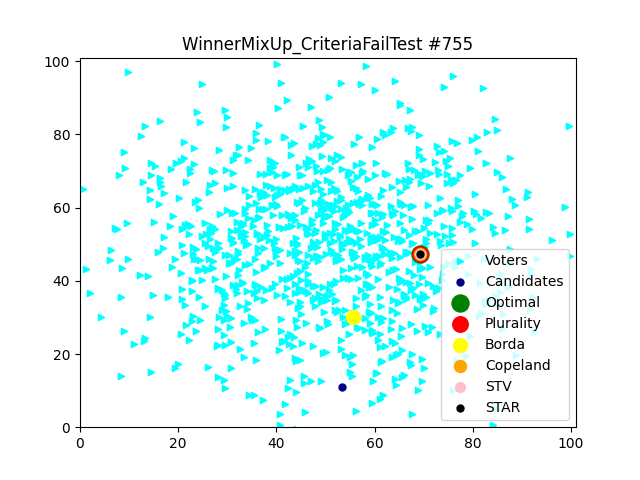 WinnerMixUp_CriteriaFailTest #755
100
80
60
40
20
0
0
20
40
60
80
100
Voters
Candidates
Optimal
Plurality
Borda
Copeland
STV
STAR